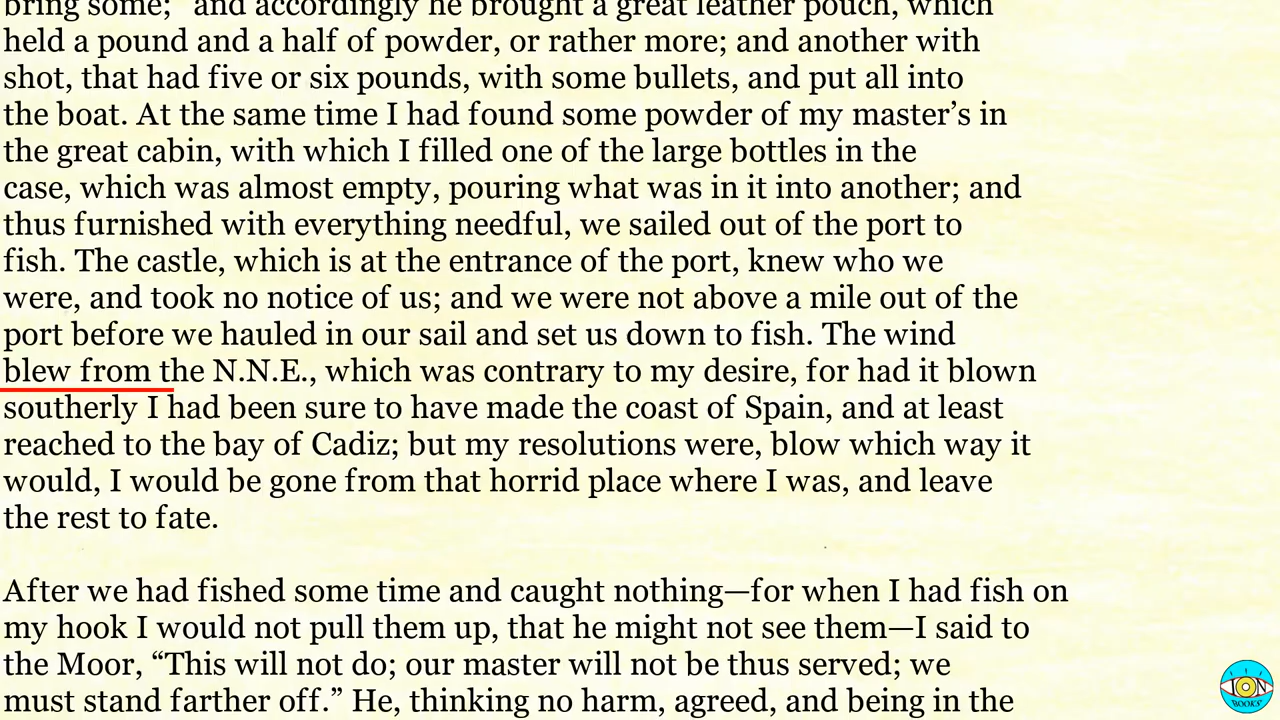 bring some;” and accordingly he brought a great leather pouch, which
held a pound and a half of powder, or rather more; and another with
shot, that had five or six pounds, with some bullets, and put all into
the boat. At the same time I had found some powder of my master’s in
the great cabin, with which I filled one of the large bottles in the
case, which was almost empty, pouring what was in it into another; and
thus furnished with everything needful, we sailed out of the port to
fish. The castle, which is at the entrance of the port, knew who we
were, and took no notice of us; and we were not above a mile out of the
port before we hauled in our sail and set us down to fish. The wind
blew from the N.N.E., which was contrary to my desire, for had it blown
southerly I had been sure to have made the coast of Spain, and at least
reached to the bay of Cadiz; but my resolutions were, blow which way it
would, I would be gone from that horrid place where I was, and leave
the rest to fate.

After we had fished some time and caught nothing—for when I had fish on
my hook I would not pull them up, that he might not see them—I said to
the Moor, “This will not do; our master will not be thus served; we
must stand farther off.” He, thinking no harm, agreed, and being in the
ION
BOOKS